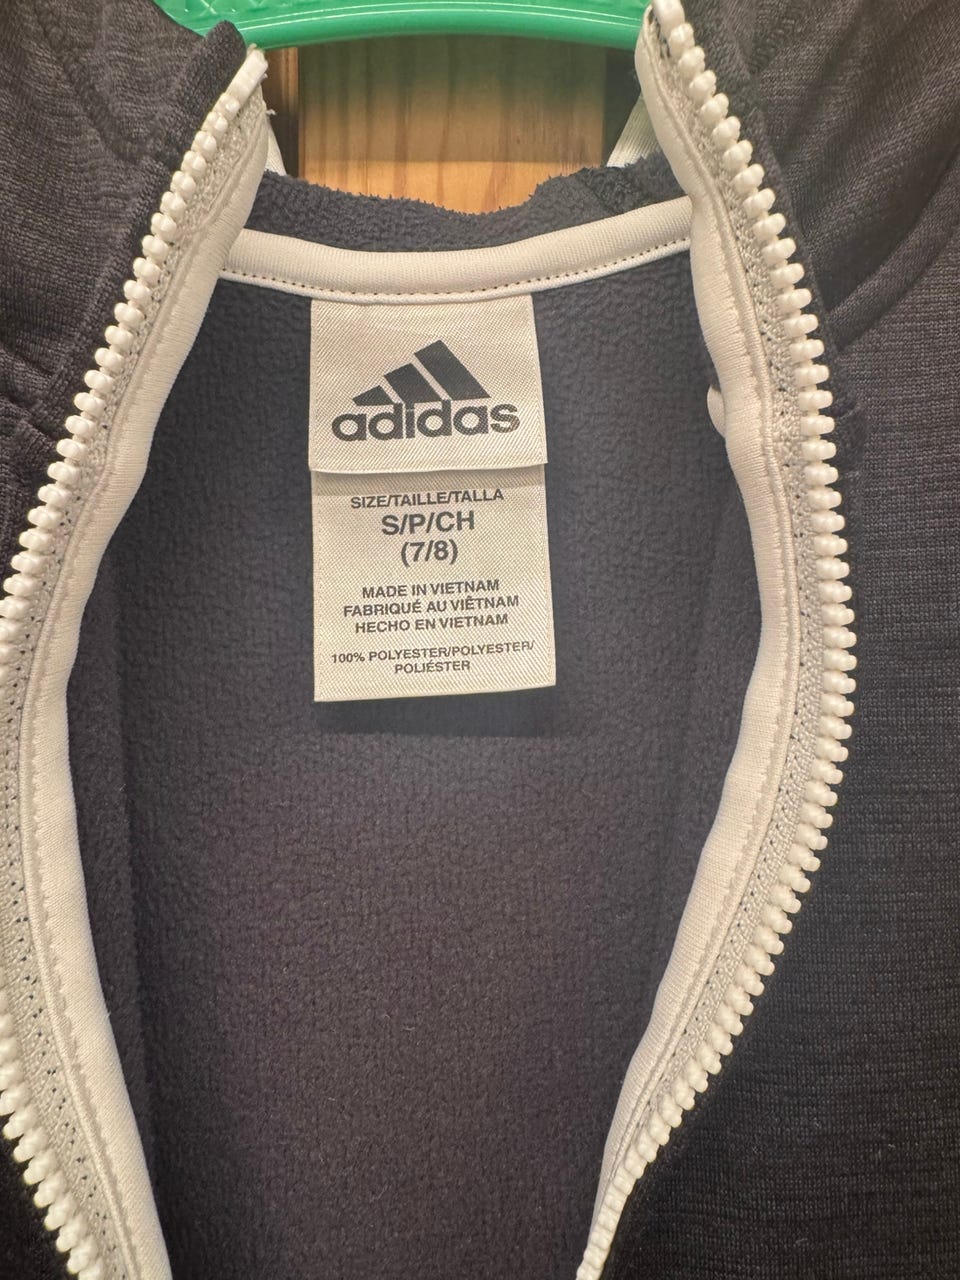 adidas
SIZE/TAILLE/TALLA
S/P/CH
(7/8)
MADE IN VIETNAM
FABRIQUÉ AU VIÊTNAM
HECHO EN VIETNAM
100% POLYESTER/POLYESTER/
POLIÉSTER